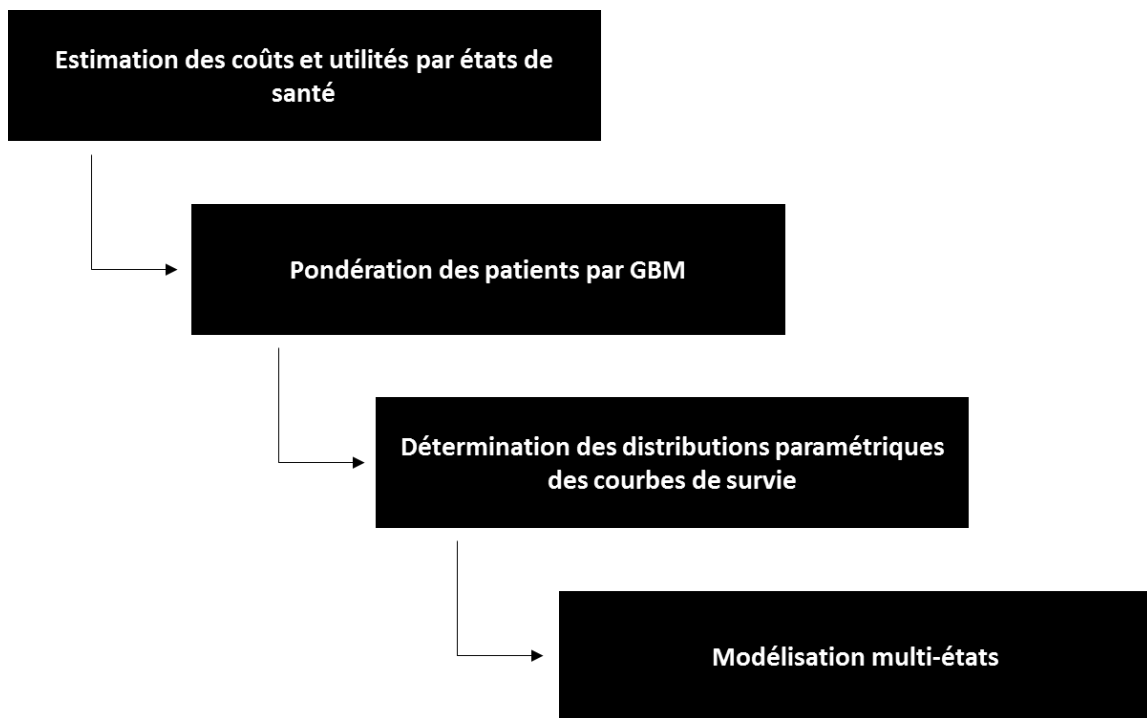 Estimation des coûts et utilités par états de
santé
Pondération des patients par GBM
Détermination des distributions paramétriques
des courbes de survie
Modélisation multi-états